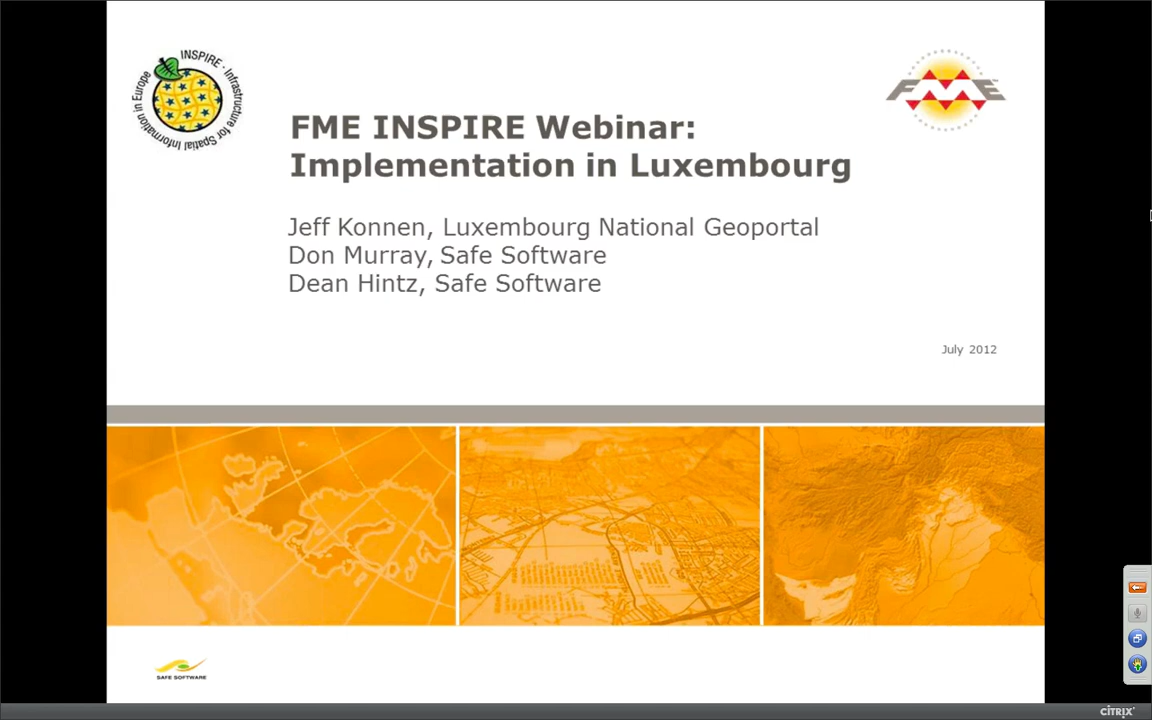 INSPIRE · Infrastructure for Spatial Information in Europe
FME
FME INSPIRE Webinar:
Implementation in Luxembourg
Jeff Konnen, Luxembourg National Geoportal
Don Murray, Safe Software
Dean Hintz, Safe Software
July 2012
SAFE SOFTWARE
CITRIX